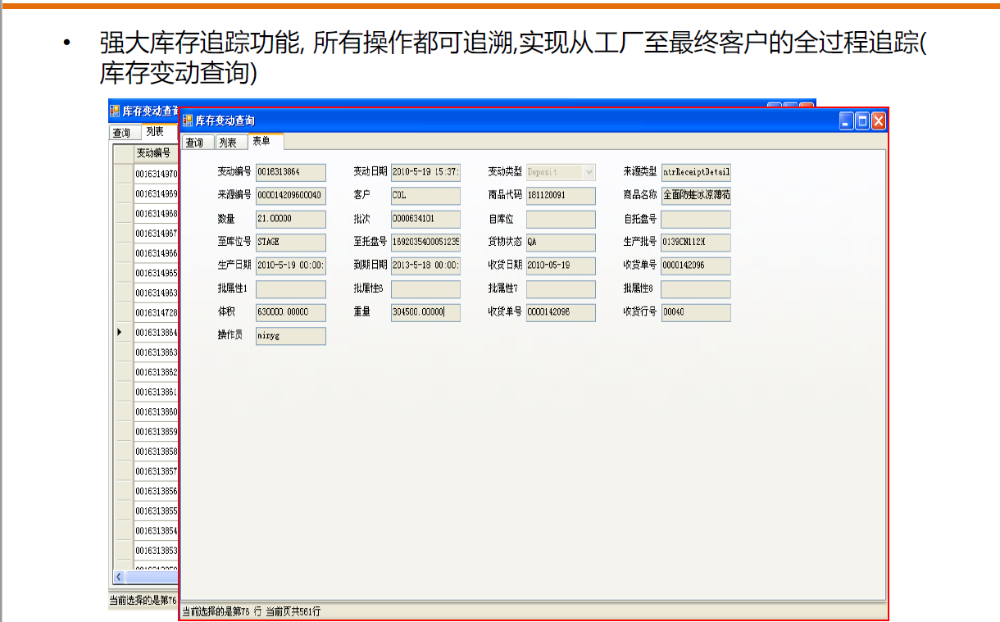 • 强大库存追踪功能, 所有操作都可追溯,实现从工厂至最终客户的全过程追踪(
库存变动查询)
库存变动查询
查询 列表
变动编号
0016314970
0016314969
0016314968
0016314967
0016314966
0016314965
0016314963
0016314728
0016313864
0016313863
0016313862
0016313861
0016313860
0016313859
0016313858
0016313857
0016313856
0016313855
0016313854
0016313853
当前选择的是第76
库存变动查询
查询 列表 表单
变动编号 0016313864 变动日期 2010-5-19 15:37: 变动类型 Deposit 来源类型 ntrReceiptDetail
来源编号 000014209600040 客户 COL 商品代码 181120091 商品名称 全面防蛀冰凉薄荷
数量 21.00000 批次 0000634101 自库位 自托盘号
至库位号 STAGE 至托盘号 1692035400051235 货物状态 QA 生产批号 0139CN112H
生产日期 2010-5-19 00:00: 到期日期 2013-5-18 00:00: 收货日期 2010-05-19 收货单号 0000142096
批属性1 批属性6 批属性7 批属性8
体积 630000.00000 重量 304500.00000 收货单号 0000142096 收货行号 00040
操作员 ninyg
当前选择的是第76 行 当前页共561行